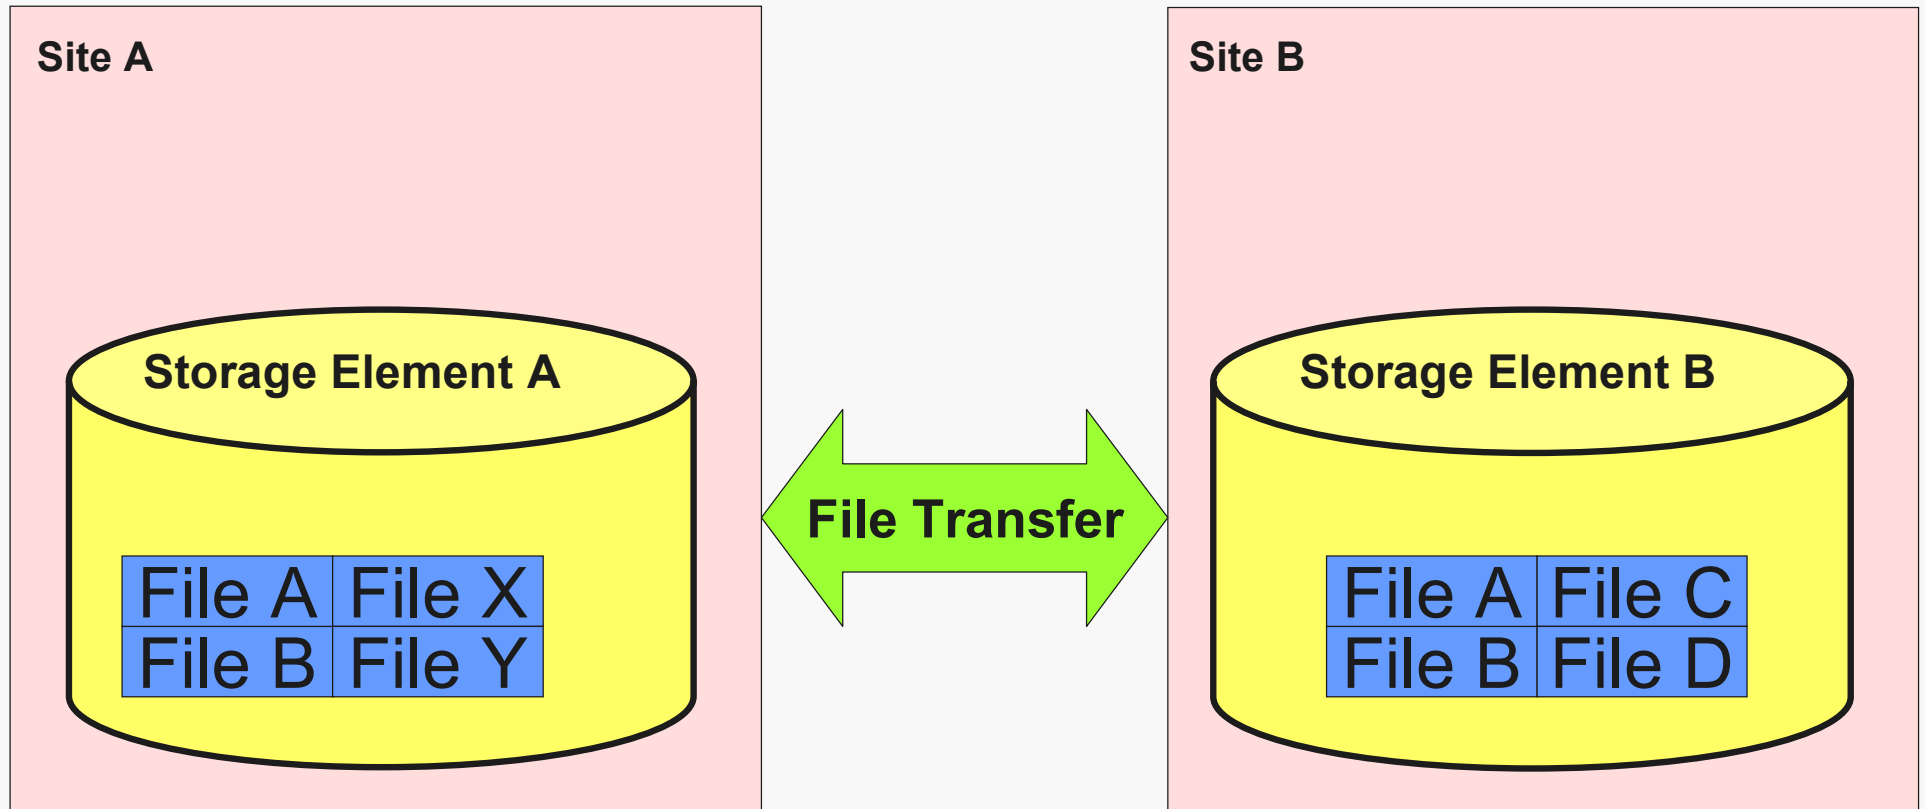 Site A
Storage Element A
File A File X
File B File Y
File Transfer
Site B
Storage Element B
File A File C
File B File D